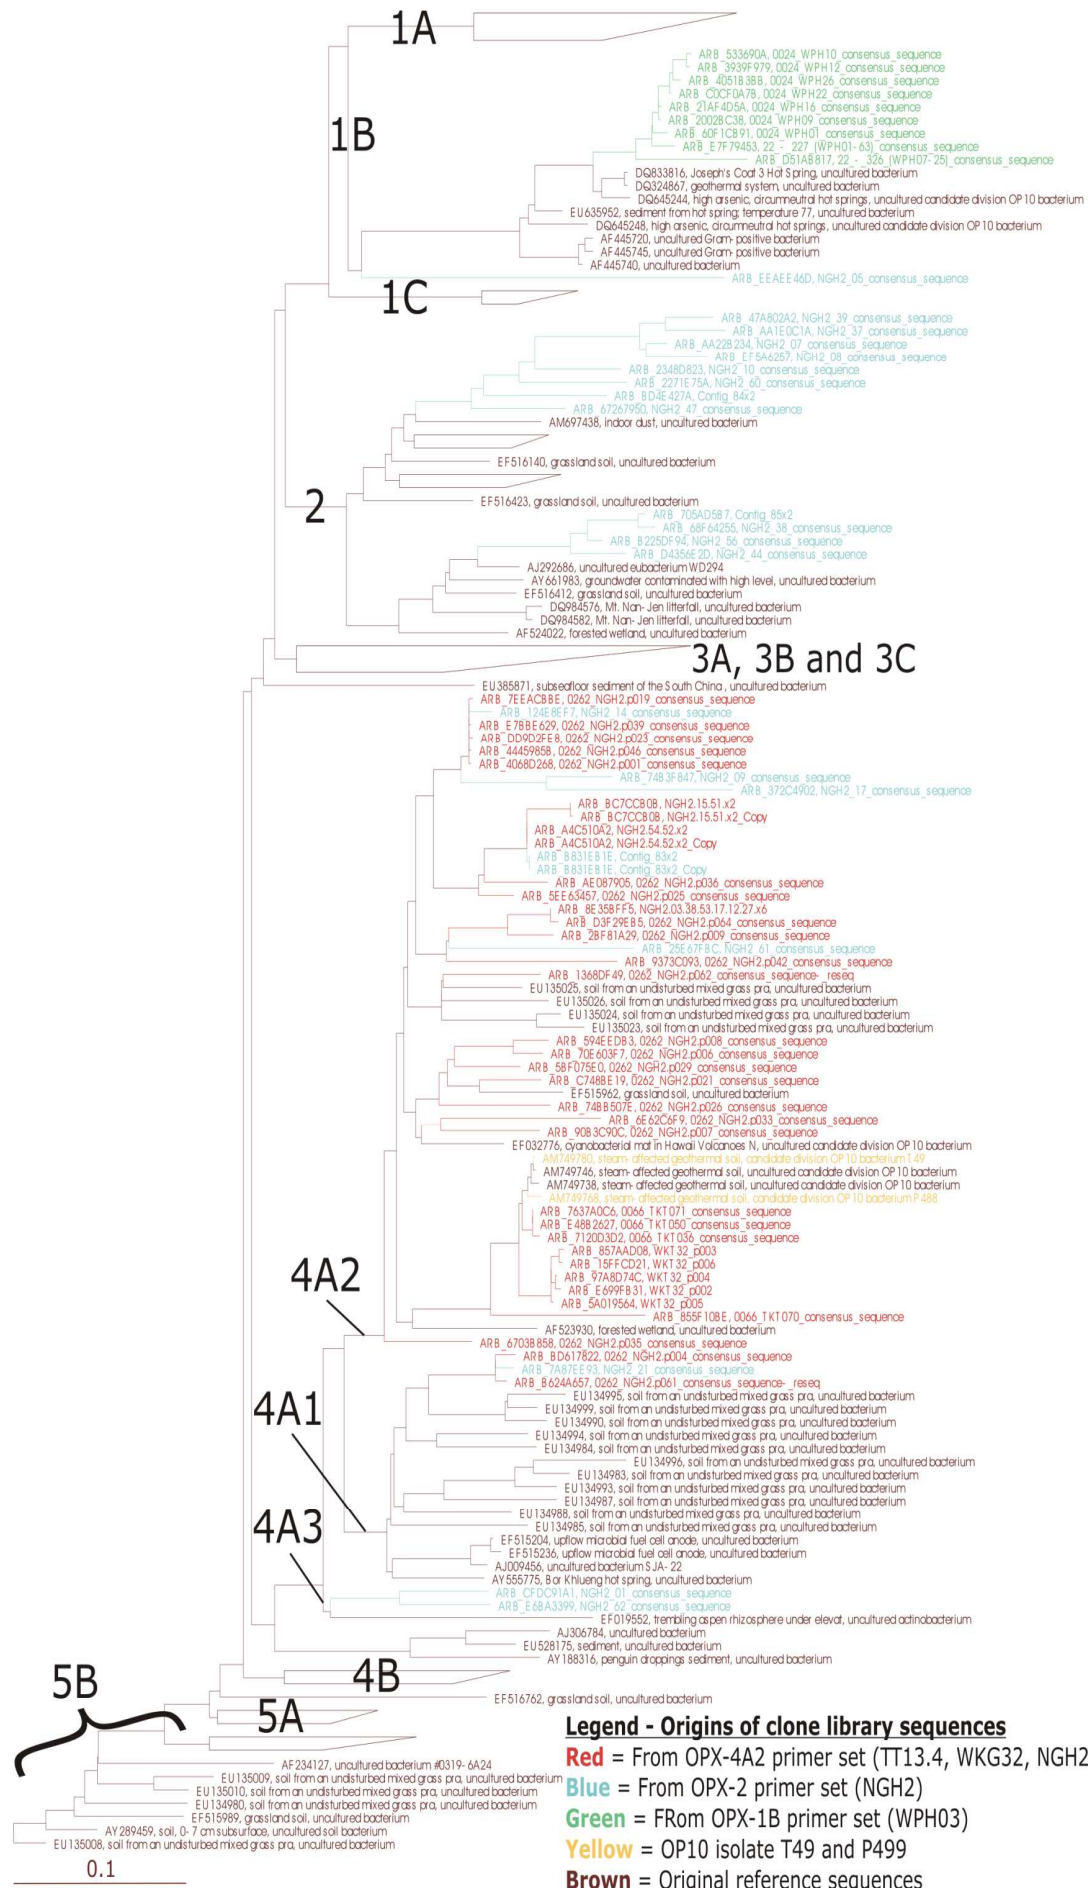 1A
ARB_533690A, 0024_WPH10_consensus_sequence
ARB_3939F979, 0024_WPH12_consensus_sequence
ARB_4051B3BB, 0024_WPH26_consensus_sequence
ARB_C0CF0A7B, 0024_WPH22_consensus_sequence
ARB_21AF4D5A, 0024_WPH16_consensus_sequence
ARB_2002BC38, 0024_WPH09_consensus_sequence
1B
ARB_60F1CB91, 0024_WPH01_consensus_sequence
ARB_E7F79453, 22_-_227_(WPH01-63)_consensus_sequence
ARB_D51AB817, 22_-_326_(WPH07-25)_consensus_sequence
DQ833816, Joseph's Coat 3 Hot Spring, uncultured bacterium
DQ324867, geothermal system, uncultured bacterium
DQ645244, high arsenic, circumneutral hot springs, uncultured candidate division OP10 bacterium
EU635952, sediment from hot spring; temperature 77, uncultured bacterium
DQ645248, high arsenic, circumneutral hot springs, uncultured candidate division OP10 bacterium
AF445720, uncultured Gram-positive bacterium
AF445745, uncultured Gram-positive bacterium
AF445740, uncultured bacterium
ARB_EEAEE46D, NGH2_05_consensus_sequence
1C
ARB_47A802A2, NGH2_39_consensus_sequence
ARB_AA1E0C1A, NGH2_37_consensus_sequence
ARB_AA22B234, NGH2_07_consensus_sequence
ARB_EF5A6257, NGH2_08_consensus_sequence
ARB_2348D823, NGH2_10_consensus_sequence
ARB_2271E75A, NGH2_60_consensus_sequence
ARB_BD4E427A, Contig_84x2
ARB_67267950, NGH2_47_consensus_sequence
AM697438, indoor dust, uncultured bacterium
EF516140, grassland soil, uncultured bacterium
EF516423, grassland soil, uncultured bacterium
2
ARB_705AD5B7, Contig_85x2
ARB_68F64255, NGH2_38_consensus_sequence
ARB_B225DF94, NGH2_56_consensus_sequence
ARB_D4356E2D, NGH2_44_consensus_sequence
AJ292686, uncultured eubacterium WD294
AY661983, groundwater contaminated with high level, uncultured bacterium
EF516412, grassland soil, uncultured bacterium
DQ984576, Mt. Nan-Jen litterfall, uncultured bacterium
DQ984582, Mt. Nan-Jen litterfall, uncultured bacterium
AF524022, forested wetland, uncultured bacterium
3A, 3B and 3C
EU385871, subseafloor sediment of the South China , uncultured bacterium
ARB_7EEACBBE, 0262_NGH2.p019_consensus_sequence
ARB_124E8EF7, NGH2_14_consensus_sequence
ARB_E7BBE629, 0262_NGH2.p039_consensus_sequence
ARB_DD9D2FE8, 0262_NGH2.p023_consensus_sequence
ARB_4445985B, 0262_NGH2.p046_consensus_sequence
ARB_4068D268, 0262_NGH2.p001_consensus_sequence
ARB_74B3F847, NGH2_09_consensus_sequence
ARB_372C4902, NGH2_17_consensus_sequence
ARB_BC7CCB0B, NGH2.15.51.x2
ARB_BC7CCB0B, NGH2.15.51.x2_Copy
ARB_A4C510A2, NGH2.54.52.x2
ARB_A4C510A2, NGH2.54.52.x2_Copy
ARB_B831EB1E, Contig_83x2
ARB_B831EB1E, Contig_83x2_Copy
ARB_AE087905, 0262_NGH2.p036_consensus_sequence
ARB_5EE63457, 0262_NGH2.p025_consensus_sequence
ARB_8E35BFF5, NGH2.03.38.53.17.12.27.x6
ARB_D3F29EB5, 0262_NGH2.p064_consensus_sequence
ARB_2BF81A29, 0262_NGH2.p009_consensus_sequence
ARB_25E67FBC, NGH2_61_consensus_sequence
ARB_9373C093, 0262_NGH2.p042_consensus_sequence
ARB_1368DF49, 0262_NGH2.p062_consensus_sequence-_reseq
EU135025, soil from an undisturbed mixed grass pra, uncultured bacterium
EU135026, soil from an undisturbed mixed grass pra, uncultured bacterium
EU135024, soil from an undisturbed mixed grass pra, uncultured bacterium
EU135023, soil from an undisturbed mixed grass pra, uncultured bacterium
ARB_594EEDB3, 0262_NGH2.p008_consensus_sequence
ARB_70E603F7, 0262_NGH2.p006_consensus_sequence
ARB_5BF075E0, 0262_NGH2.p029_consensus_sequence
ARB_C748BE19, 0262_NGH2.p021_consensus_sequence
EF515962, grassland soil, uncultured bacterium
ARB_74BB507E, 0262_NGH2.p026_consensus_sequence
ARB_6E62C6F9, 0262_NGH2.p033_consensus_sequence
ARB_90B3C90C, 0262_NGH2.p007_consensus_sequence
EF032776, cyanobacterial mat in Hawaii Volcanoes N, uncultured candidate division OP10 bacterium
AM749780, steam-affected geothermal soil, candidate division OP10 bacterium T49
AM749746, steam-affected geothermal soil, uncultured candidate division OP10 bacterium
AM749738, steam-affected geothermal soil, uncultured candidate division OP10 bacterium
AM749768, steam-affected geothermal soil, candidate division OP10 bacterium P488
ARB_7637A0C6, 0066_TKT071_consensus_sequence
ARB_E48B2627, 0066_TKT050_consensus_sequence
ARB_7120D3D2, 0066_TKT036_consensus_sequence
ARB_857AAD08, WKT32_p003
ARB_15FFCD21, WKT32_p006
4A2
ARB_97A8D74C, WKT32_p004
ARB_E699FB31, WKT32_p002
ARB_5A019564, WKT32_p005
ARB_855F10BE, 0066_TKT070_consensus_sequence
AF523930, forested wetland, uncultured bacterium
ARB_6703B858, 0262_NGH2.p035_consensus_sequence
ARB_BD617822, 0262_NGH2.p004_consensus_sequence
ARB_7A87EE93, NGH2_21_consensus_sequence
ARB_B624A657, 0262_NGH2.p061_consensus_sequence-_reseq
EU134995, soil from an undisturbed mixed grass pra, uncultured bacterium
4A1
EU134999, soil from an undisturbed mixed grass pra, uncultured bacterium
EU134990, soil from an undisturbed mixed grass pra, uncultured bacterium
EU134994, soil from an undisturbed mixed grass pra, uncultured bacterium
EU134984, soil from an undisturbed mixed grass pra, uncultured bacterium
EU134996, soil from an undisturbed mixed grass pra, uncultured bacterium
EU134983, soil from an undisturbed mixed grass pra, uncultured bacterium
EU134993, soil from an undisturbed mixed grass pra, uncultured bacterium
EU134987, soil from an undisturbed mixed grass pra, uncultured bacterium
EU134988, soil from an undisturbed mixed grass pra, uncultured bacterium
4A3
EU134985, soil from an undisturbed mixed grass pra, uncultured bacterium
EF515204, upflow microbial fuel cell anode, uncultured bacterium
EF515236, upflow microbial fuel cell anode, uncultured bacterium
AJ009456, uncultured bacterium SJA-22
AY555775, Bor Khlueng hot spring, uncultured bacterium
ARB_CFDC91A1, NGH2_01_consensus_sequence
ARB_E6BA3399, NGH2_62_consensus_sequence
EF019552, trembling aspen rhizosphere under elevat, uncultured actinobacterium
AJ306784, uncultured bacterium
EU528175, sediment, uncultured bacterium
AY188316, penguin droppings sediment, uncultured bacterium
4B
5B
EF516762, grassland soil, uncultured bacterium
5A
AF234127, uncultured bacterium #0319-6A24
EU135009, soil from an undisturbed mixed grass pra, uncultured bacterium
EU135010, soil from an undisturbed mixed grass pra, uncultured bacterium
EU134980, soil from an undisturbed mixed grass pra, uncultured bacterium
EF515989, grassland soil, uncultured bacterium
AY289459, soil, 0-7 cm subsurface, uncultured soil bacterium
EU135008, soil from an undisturbed mixed grass pra, uncultured bacterium
0.1
Legend - Origins of clone library sequences
Red = From OPX-4A2 primer set (TT13.4, WKG32, NGH2
Blue = From OPX-2 primer set (NGH2)
Green = FRom OPX-1B primer set (WPH03)
Yellow = OP10 isolate T49 and P499
Brown = Original reference sequences